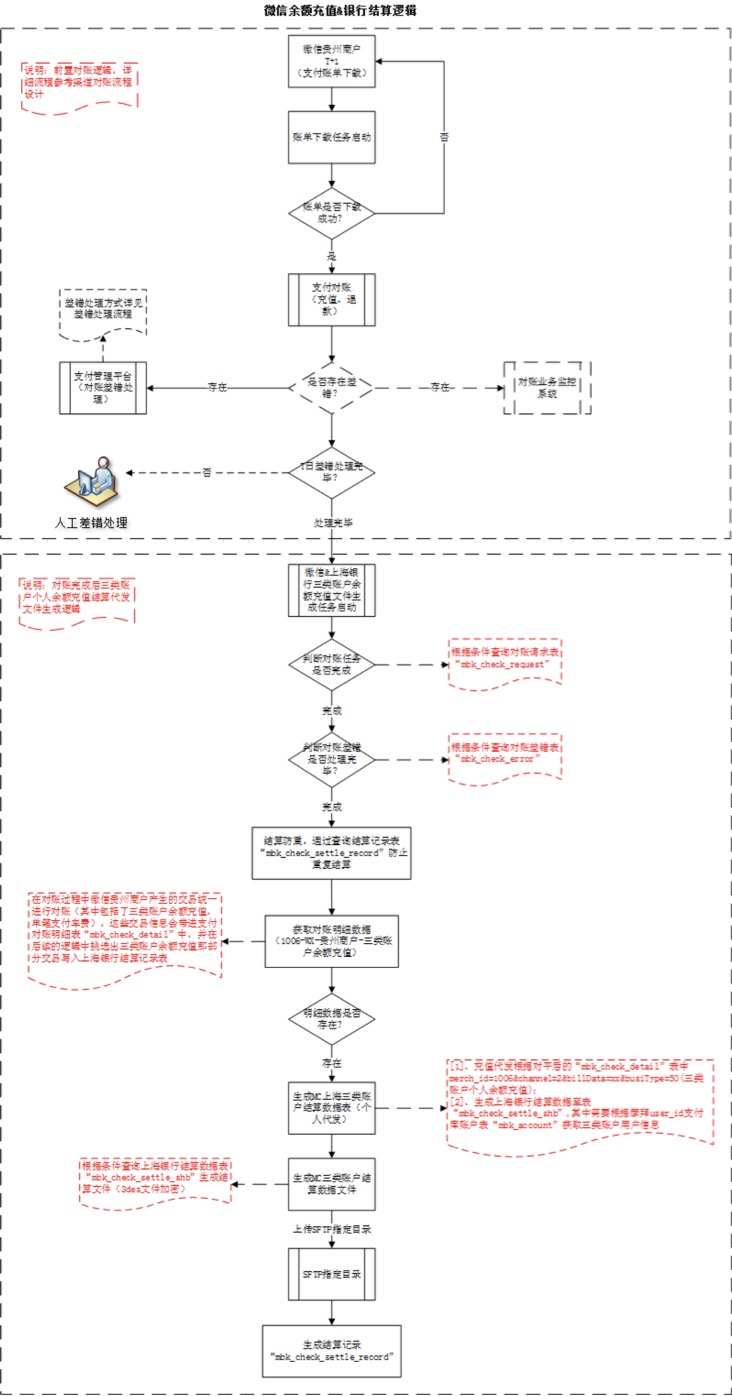 微信余额充值&银行结算逻辑
微信贵州商户
T+1
（支付账单下载）
说明：前置对账逻辑，详
细流程参考渠道对账流程
设计
否
账单下载任务启动
账单是否下载
成功？
是
支付对账
（充值、退
款）
差错处理方式详见
差错处理流程
支付管理平台
（对账差错处
理）
存在
是否存在差
错？
存在
对账业务监控
系统
T日差错处理完
毕？
否
人工差错处理
处理完毕
说明：对账完成后三类账
户个人余额充值结算代发
文件生成逻辑
微信&上海银
行三类账户余
额充值文件生
成任务启动
判断对账任务
是否完成
根据条件查询对账请求表
“mbk_check_request”
完成
判断对账差错
是否处理完
毕？
根据条件查询对账差错表
“mbk_check_error”
完成
结算防重，通过查询结算记录表
“mbk_check_settle_record”防止
重复结算
在对账过程中微信贵州商户产生的交易统一
进行对账（其中包括了三类账户余额充值，
单笔支付车费），这些交易信息会带进支付
对账明细表“mbk_check_detail”中，并在
后续的逻辑中挑选出三类账户余额充值那部
分交易写入上海银行结算记录表
获取对账明细数据
（1006-WX-贵州商户-三类账
户余额充值）
明细数据是否
存在？
存在
生成MC上海三类账
户结算数据表（个
人代发）
[1]、充值代发根据对平后的“mbk_check_detail”表中
merch_id=1006&channel=2&billData=xx&busiType=50(三类
账户个人余额充值)；
[2]、生成上海银行结算数据至表
“mbk_check_settle_shb”,其中需要根据摩拜user_id支付
库账户表“mbk_account”获取三类账户用户信息
根据条件查询上海银行结算数据表
“mbk_check_settle_shb”生成结
算文件（3des文件加密）
生成MC三类账户结
算数据文件
上传SFTP指定目录
SFTP指定目录
生成结算记录
“mbk_check_settle_record”